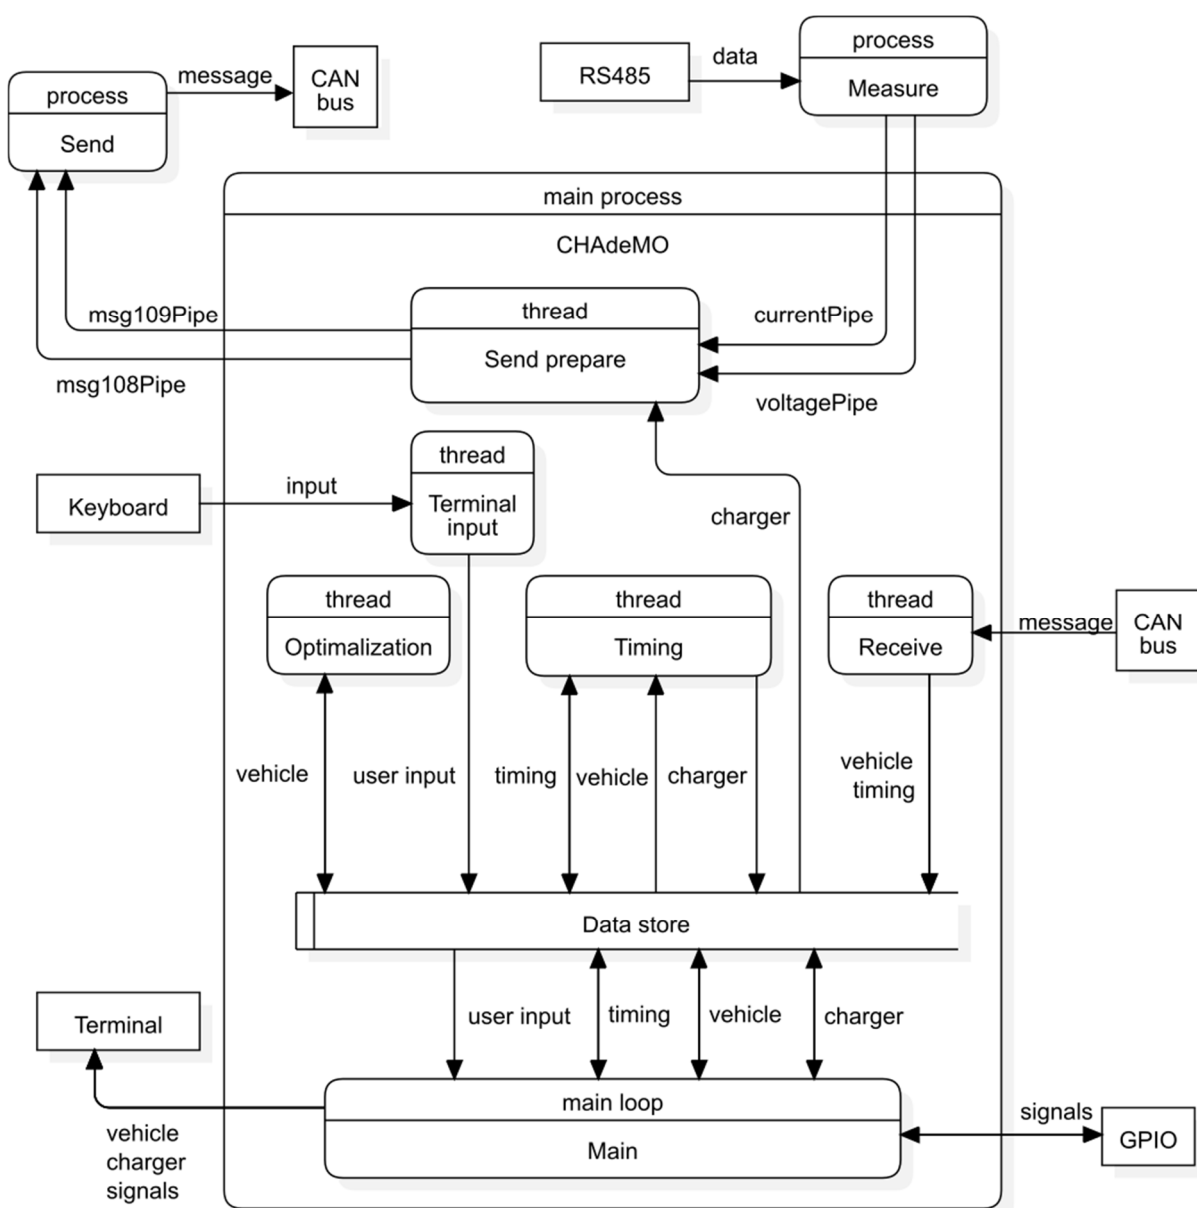 process
Send
message
CAN
bus
RS485
data
process
Measure
main process
CHAdeMO
thread
Send prepare
msg109Pipe
msg108Pipe
currentPipe
voltagePipe
Keyboard
input
thread
Terminal
input
charger
thread
Optimalization
thread
Timing
thread
Receive
message
CAN
bus
vehicle
user input
timing
vehicle
charger
vehicle
timing
Data store
user input
timing
vehicle
charger
Terminal
vehicle
charger
signals
main loop
Main
signals
GPIO